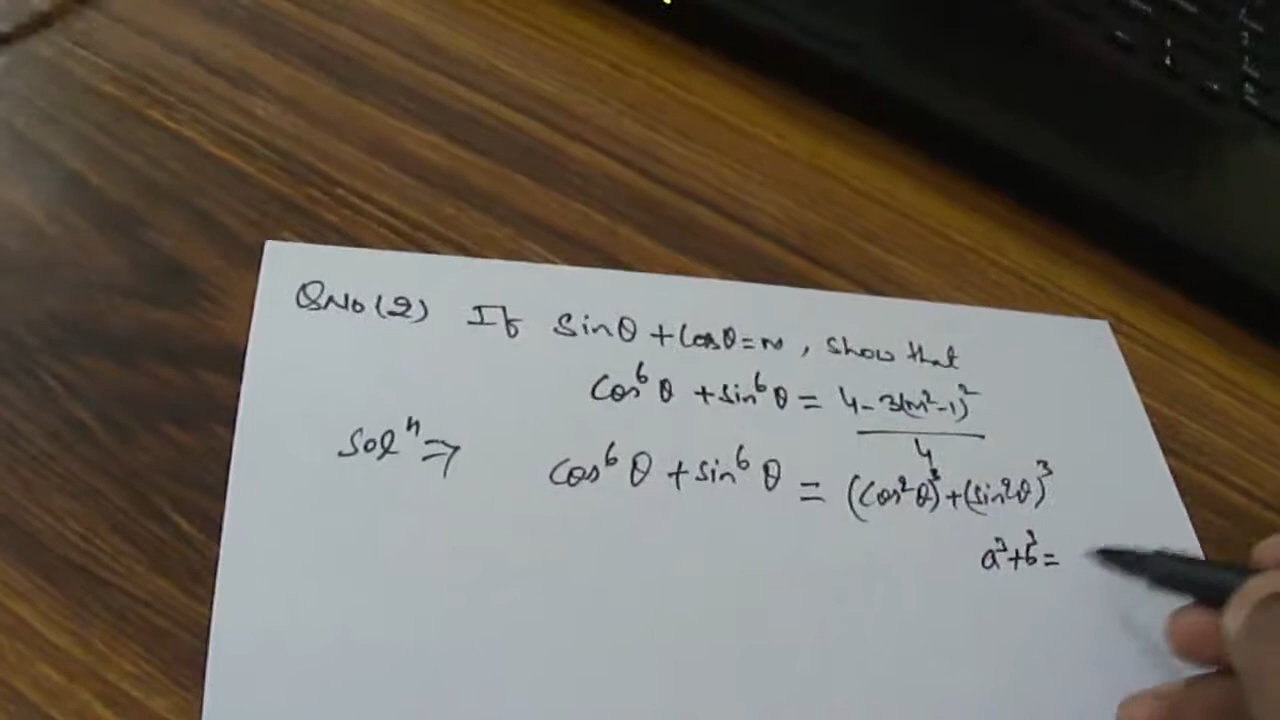 QNo (2) If sinθ + cosθ = m, show that
cos⁶θ + sin⁶θ = 4-3(m²-1)² / 4
Solⁿ ⇒ cos⁶θ + sin⁶θ = (cos²θ)³ + (sin²θ)³
a³+b³=